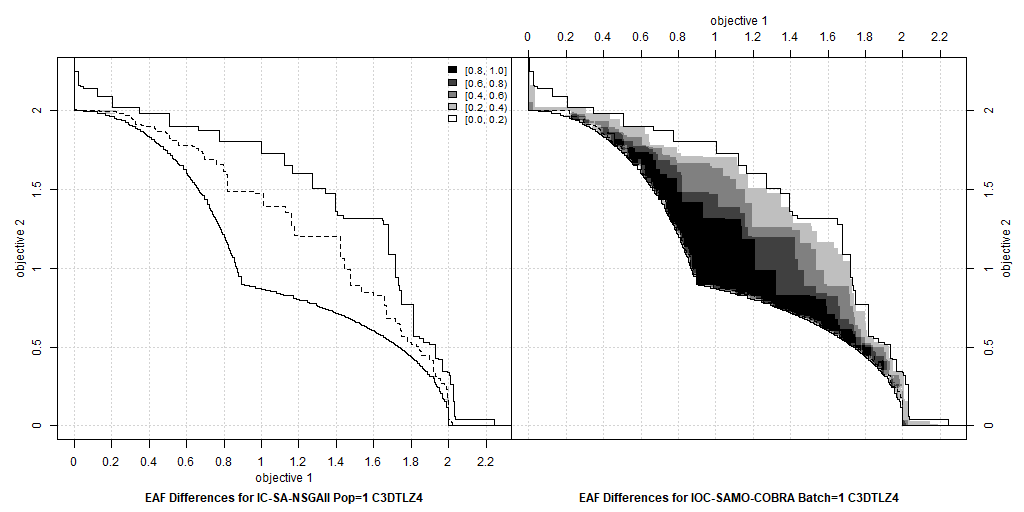 objective 1
0 0.2 0.4 0.6 0.8 1 1.2 1.4 1.6 1.8 2 2.2
[0.8, 1.0]
[0.6, 0.8)
[0.4, 0.6)
[0.2, 0.4)
[0.0, 0.2)
objective 2
2
1.5
1
0.5
0
objective 2
2
1.5
1
0.5
0
0 0.2 0.4 0.6 0.8 1 1.2 1.4 1.6 1.8 2 2.2
objective 1
EAF Differences for IC-SA-NSGAII Pop=1 C3DTLZ4
EAF Differences for IOC-SAMO-COBRA Batch=1 C3DTLZ4